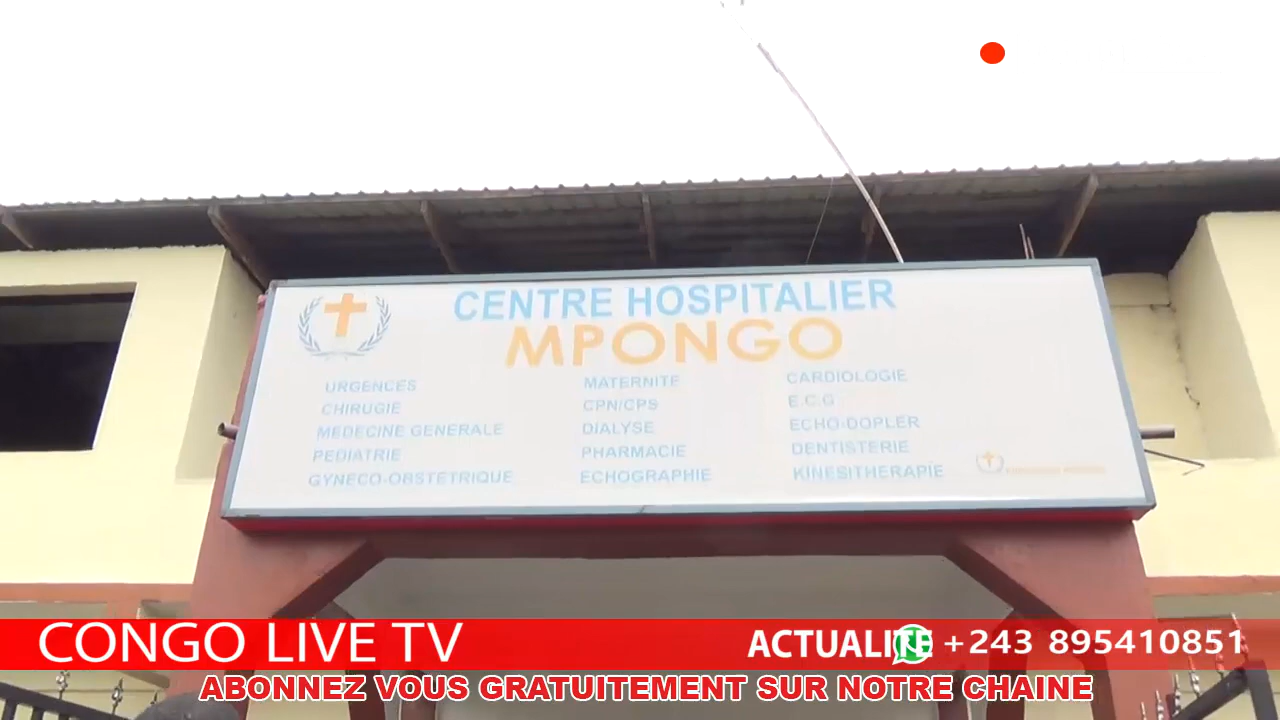 CENTRE HOSPITALIER
MPONGO
URGENCES
CHIRUGIE
MEDECINE GENERALE
PEDIATRIE
GYNECO-OBSTETRIQUE
MATERNITE
CPN/CPS
DIALYSE
PHARMACIE
ECHOGRAPHIE
CARDIOLOGIE
E.C.G
ECHO-DOPLER
DENTISTERIE
KINESITHERAPIE
CONGO LIVE TV
ACTUALITE +243 895410851
ABONNEZ VOUS GRATUITEMENT SUR NOTRE CHAINE